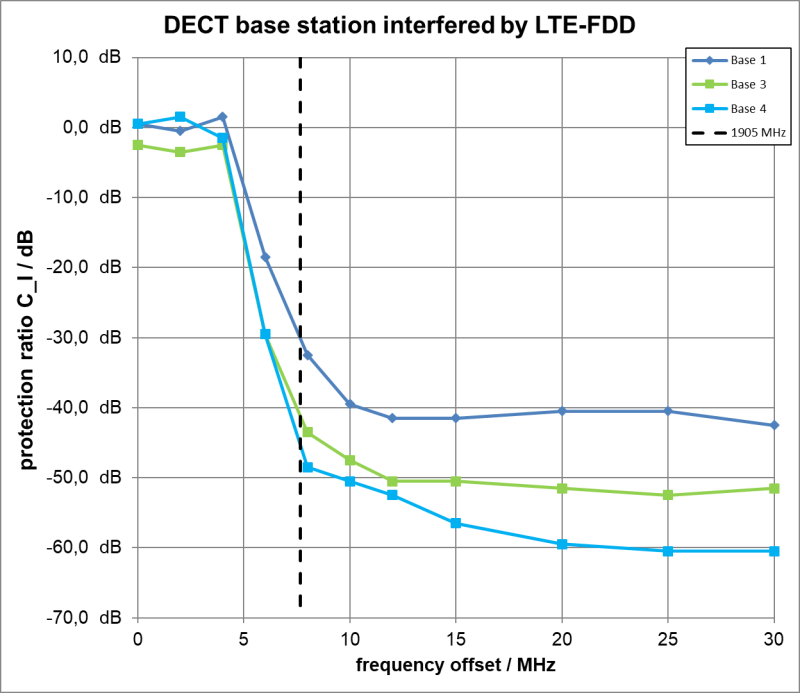 DECT base station interfered by LTE-FDD
10,0 dB
0,0 dB
-10,0 dB
-20,0 dB
-30,0 dB
-40,0 dB
-50,0 dB
-60,0 dB
-70,0 dB
protection ratio C_I / dB
Base 1
Base 3
Base 4
1905 MHz
0 5 10 15 20 25 30
frequency offset / MHz